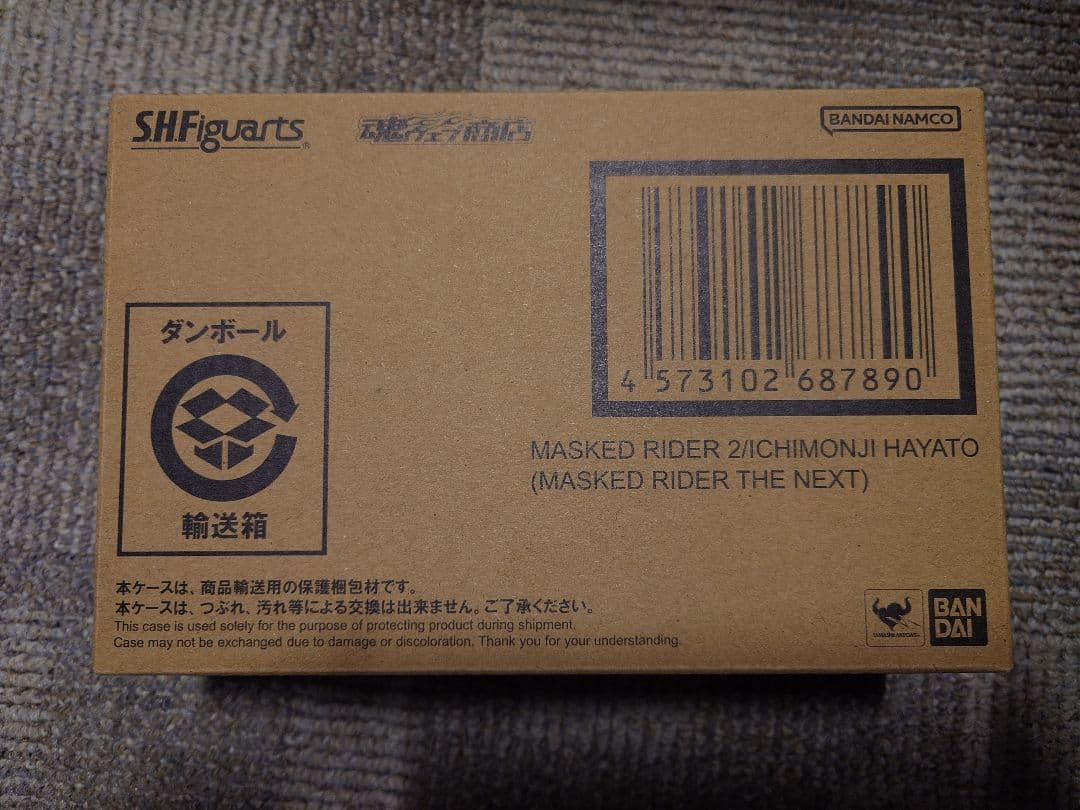 S.H.Figuarts®
魂ウェブ商店
BANDAI NAMCO
4 573102 687890
ダンボール
輸送箱
MASKED RIDER 2/ICHIMONJI HAYATO
(MASKED RIDER THE NEXT)
本ケースは、商品輸送用の保護梱包材です。
本ケースは、つぶれ、汚れ等による交換は出来ません。ご了承ください。
This case is used solely for the purpose of protecting product during shipment.
Case may not be exchanged due to damage or discoloration. Thank you for your understanding.
TAMASHII NATIONS
BAN
DAI